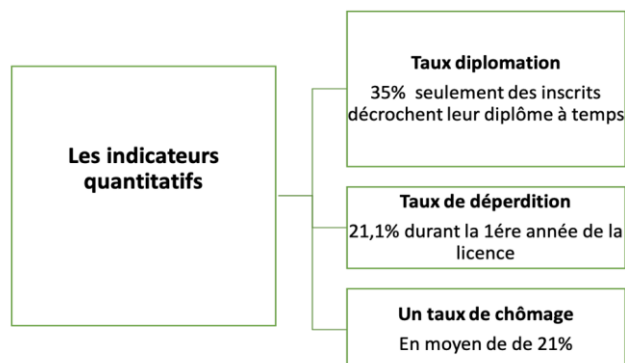 Les indicateurs
quantitatifs
Taux diplomation
35% seulement des inscrits
décrochent leur diplôme à temps
Taux de déperdition
21,1% durant la 1ére année de la
licence
Un taux de chômage
En moyen de de 21%